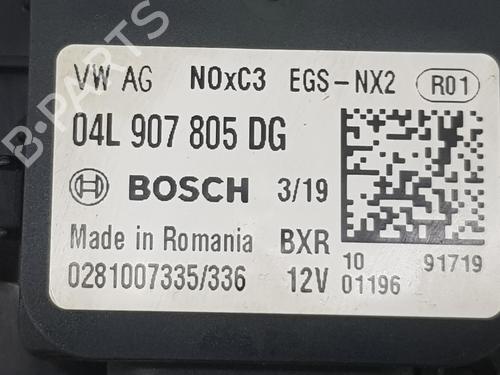 VW AG NOxC3 EGS-NX2 R01
04L 907 805 DG
BOSCH 3/19
Made in Romania BXR
10 91719
0281007335/336 12V 01196
B-PARTS